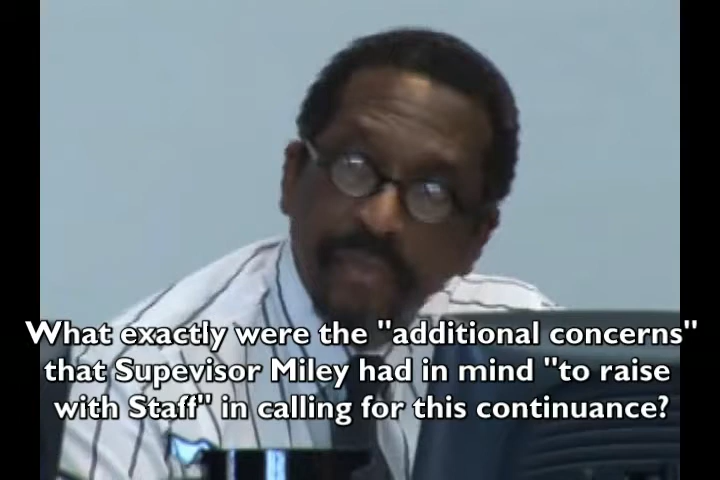 What exactly were the "additional concerns"
that Supevisor Miley had in mind "to raise
with Staff" in calling for this continuance?